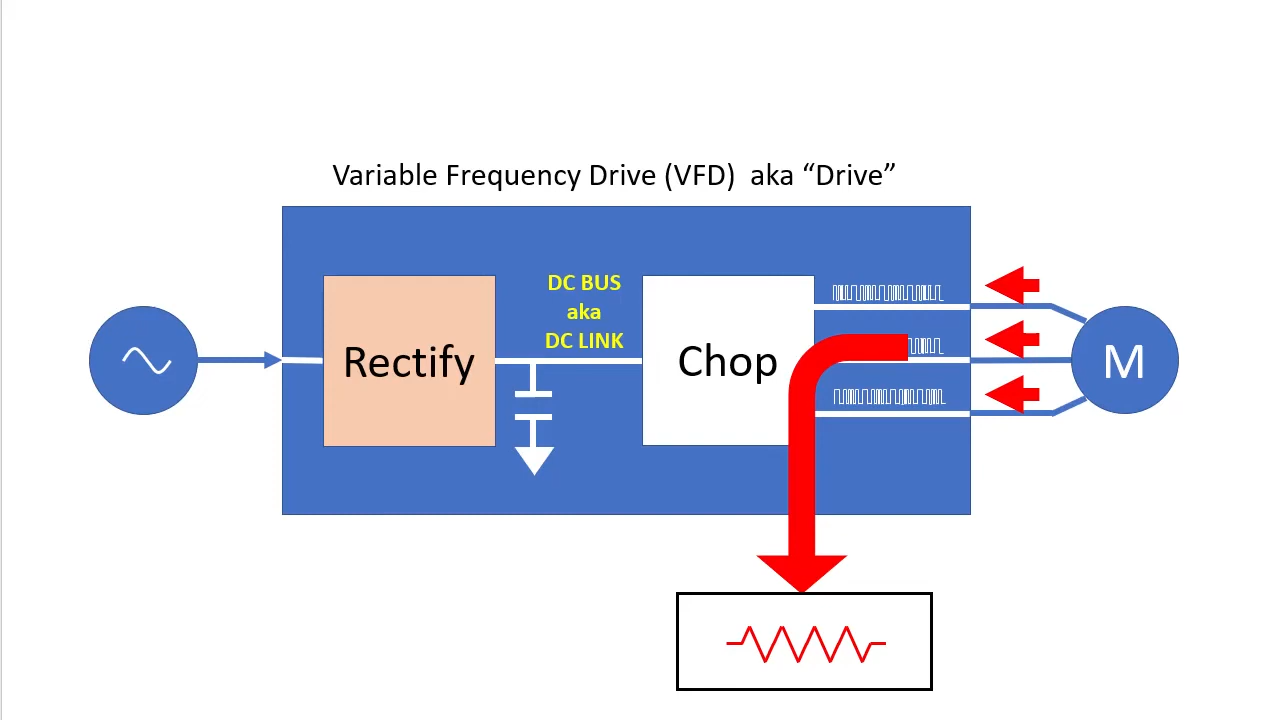 Variable Frequency Drive (VFD)  aka “Drive”
DC BUS
aka
DC LINK
Rectify
Chop
M